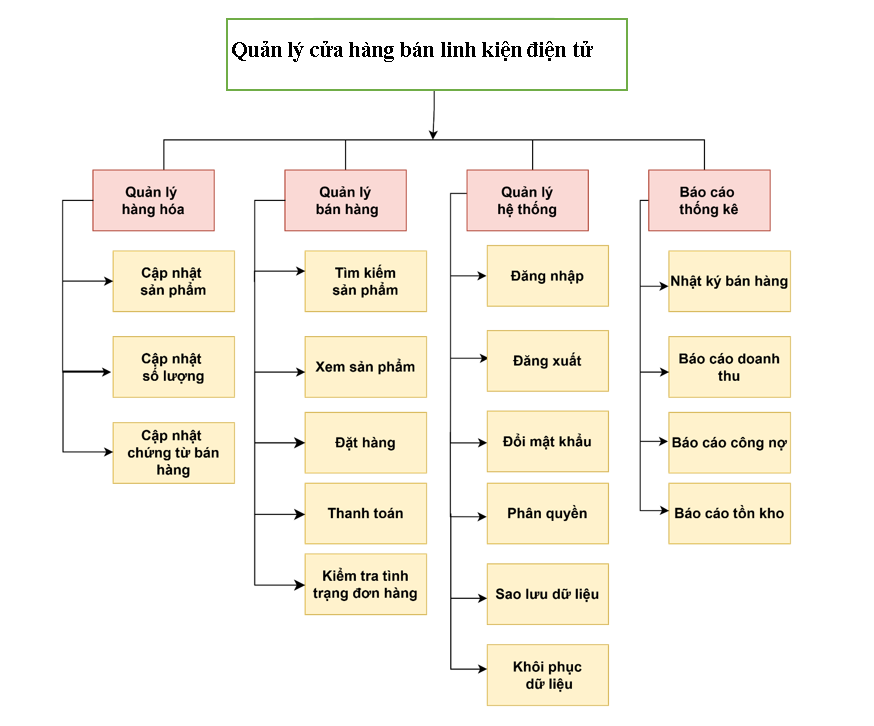 Quản lý cửa hàng bán linh kiện điện tử
Quản lý
hàng hóa
Cập nhật
sản phẩm
Cập nhật
số lượng
Cập nhật
chứng từ bán
hàng
Quản lý
bán hàng
Tìm kiếm
sản phẩm
Xem sản phẩm
Đặt hàng
Thanh toán
Kiểm tra tình
trạng đơn hàng
Quản lý
hệ thống
Đăng nhập
Đăng xuất
Đổi mật khẩu
Phân quyền
Sao lưu dữ liệu
Khôi phục
dữ liệu
Báo cáo
thống kê
Nhật ký bán hàng
Báo cáo doanh
thu
Báo cáo công nợ
Báo cáo tồn kho